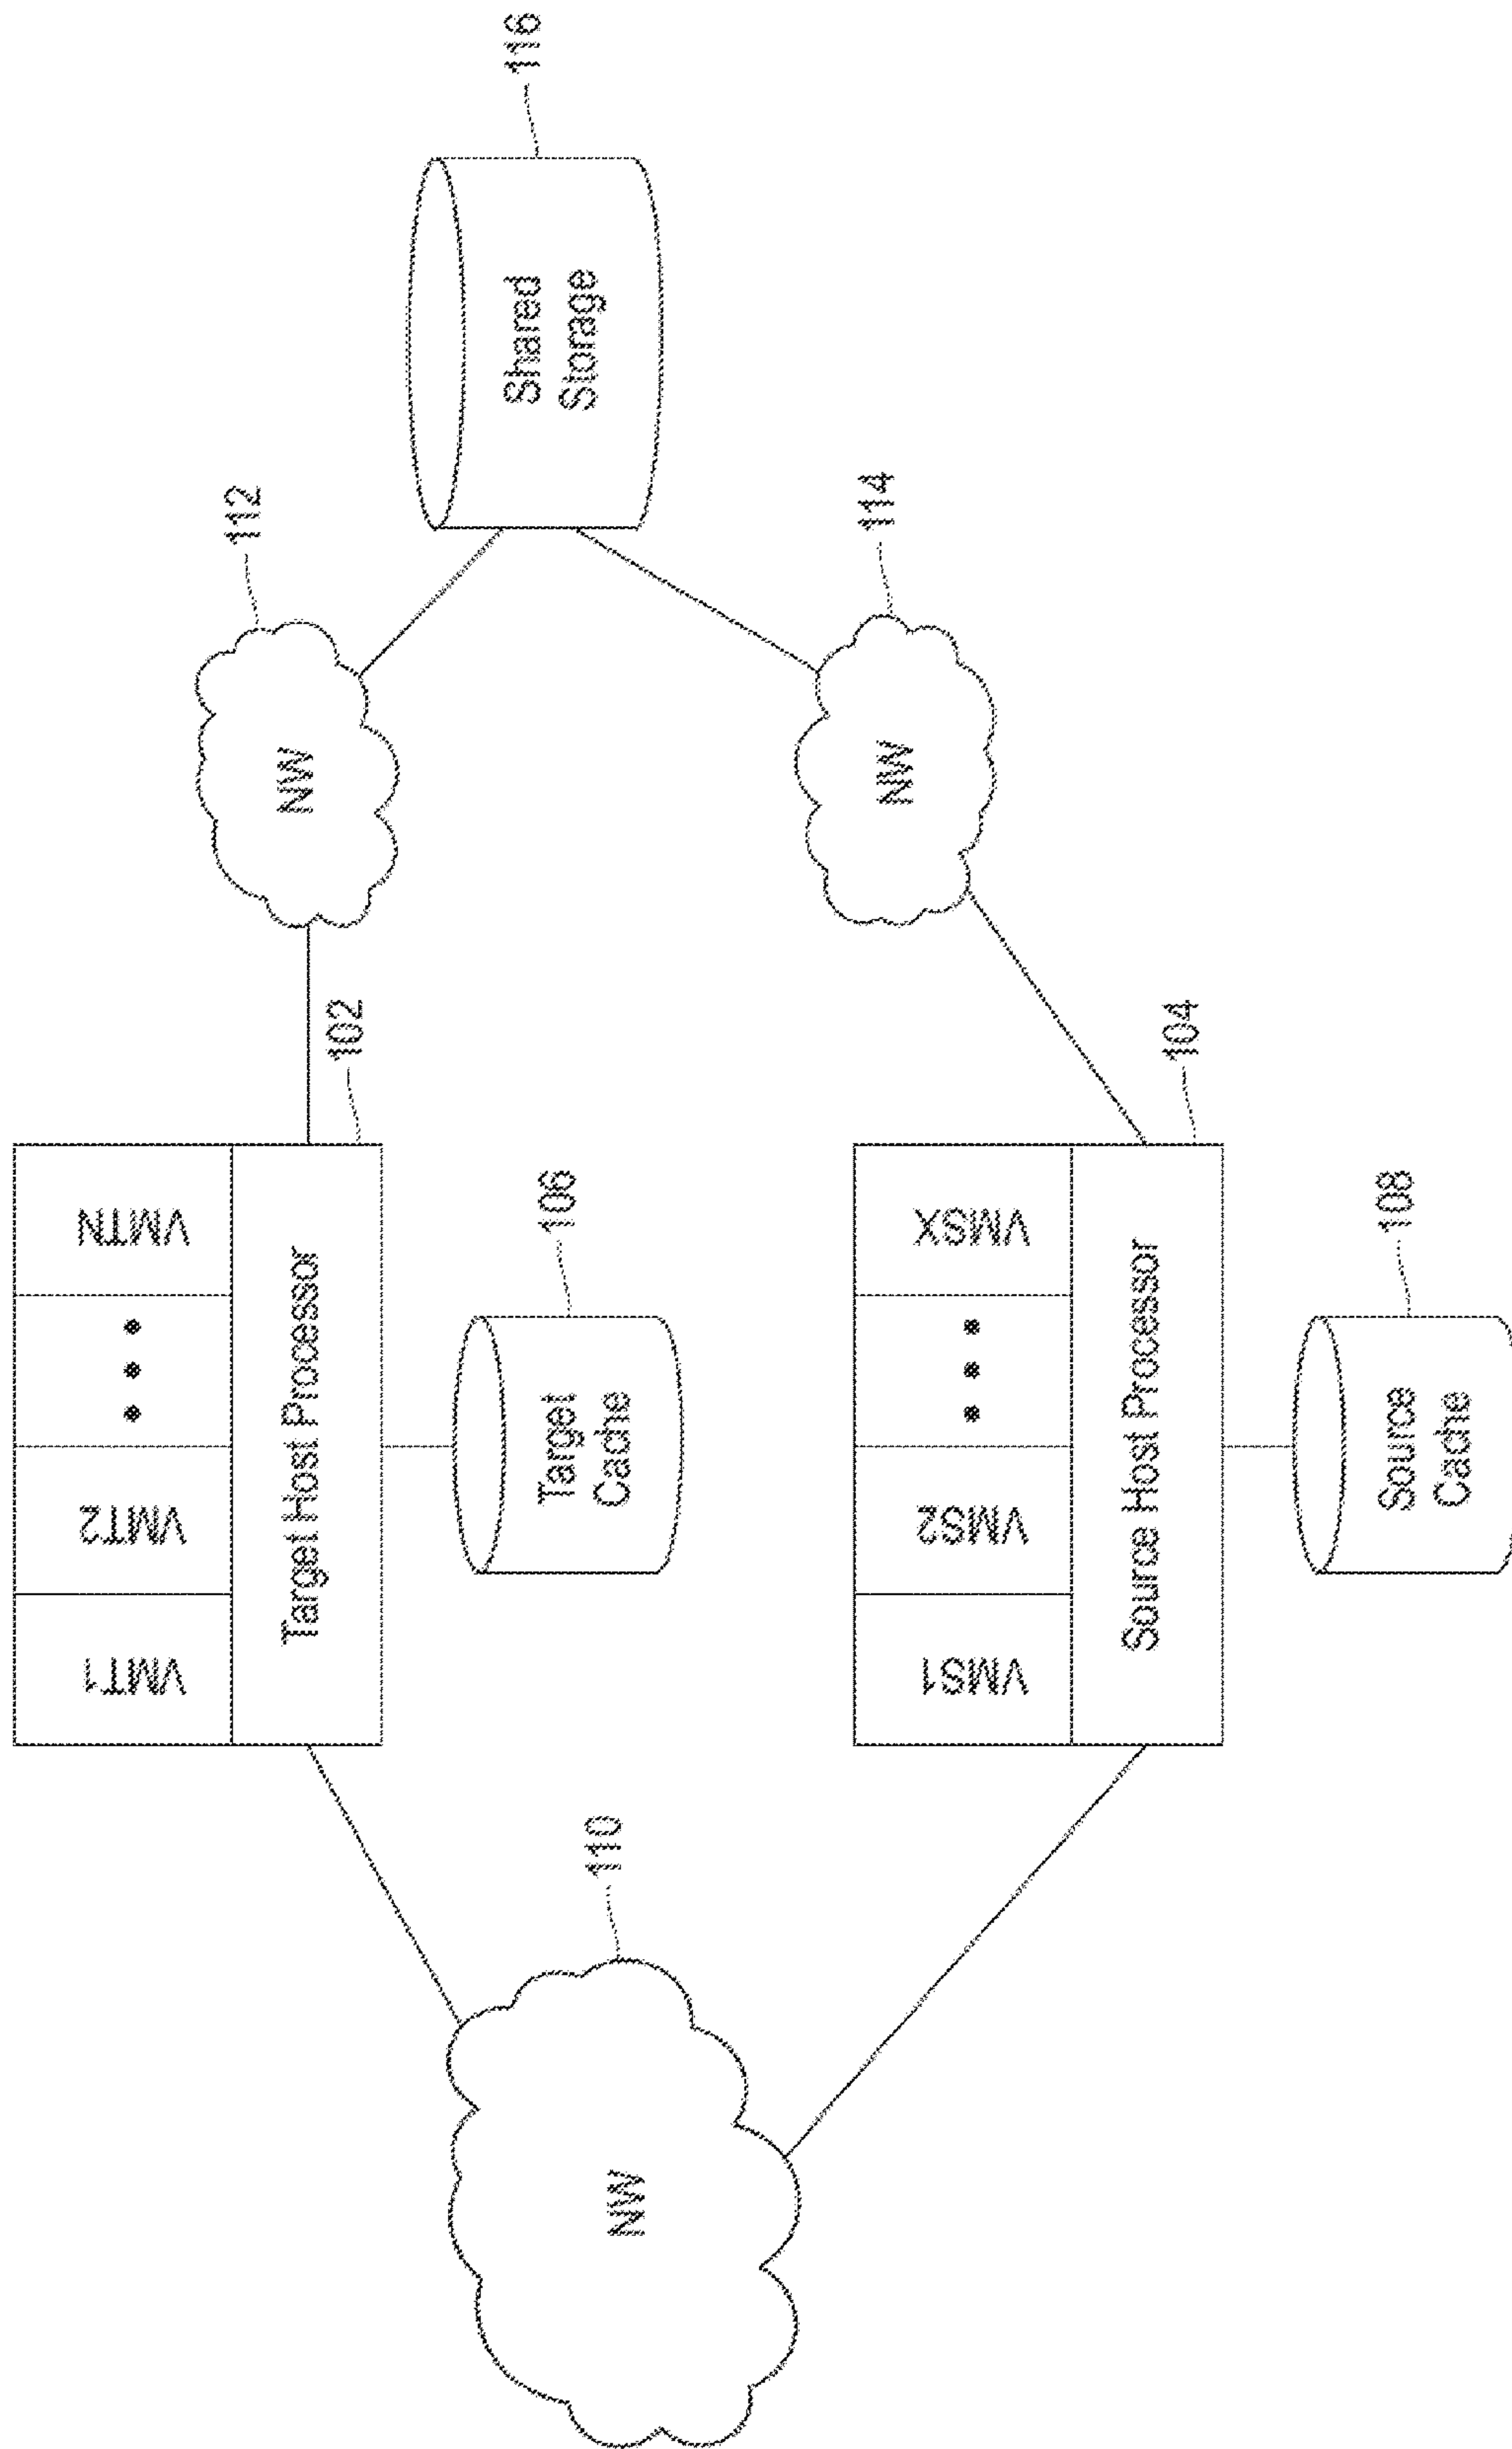 VMT1
VMT2
VMTN
Target Host Processor
102
Target
Cache
106
NW
112
NW
110
Shared
Storage
116
VMS1
VMS2
VMSX
Source Host Processor
104
Source
Cache
108
NW
114